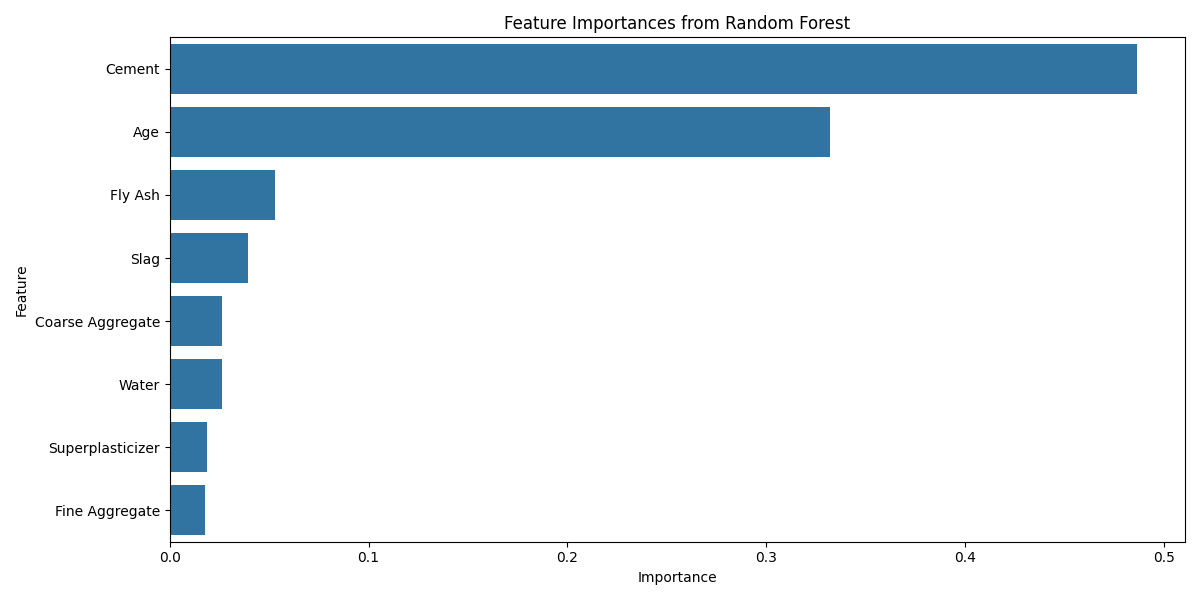 Feature Importances from Random Forest
Feature
Cement
Age
Fly Ash
Slag
Coarse Aggregate
Water
Superplasticizer
Fine Aggregate
0.0 0.1 0.2 0.3 0.4 0.5
Importance